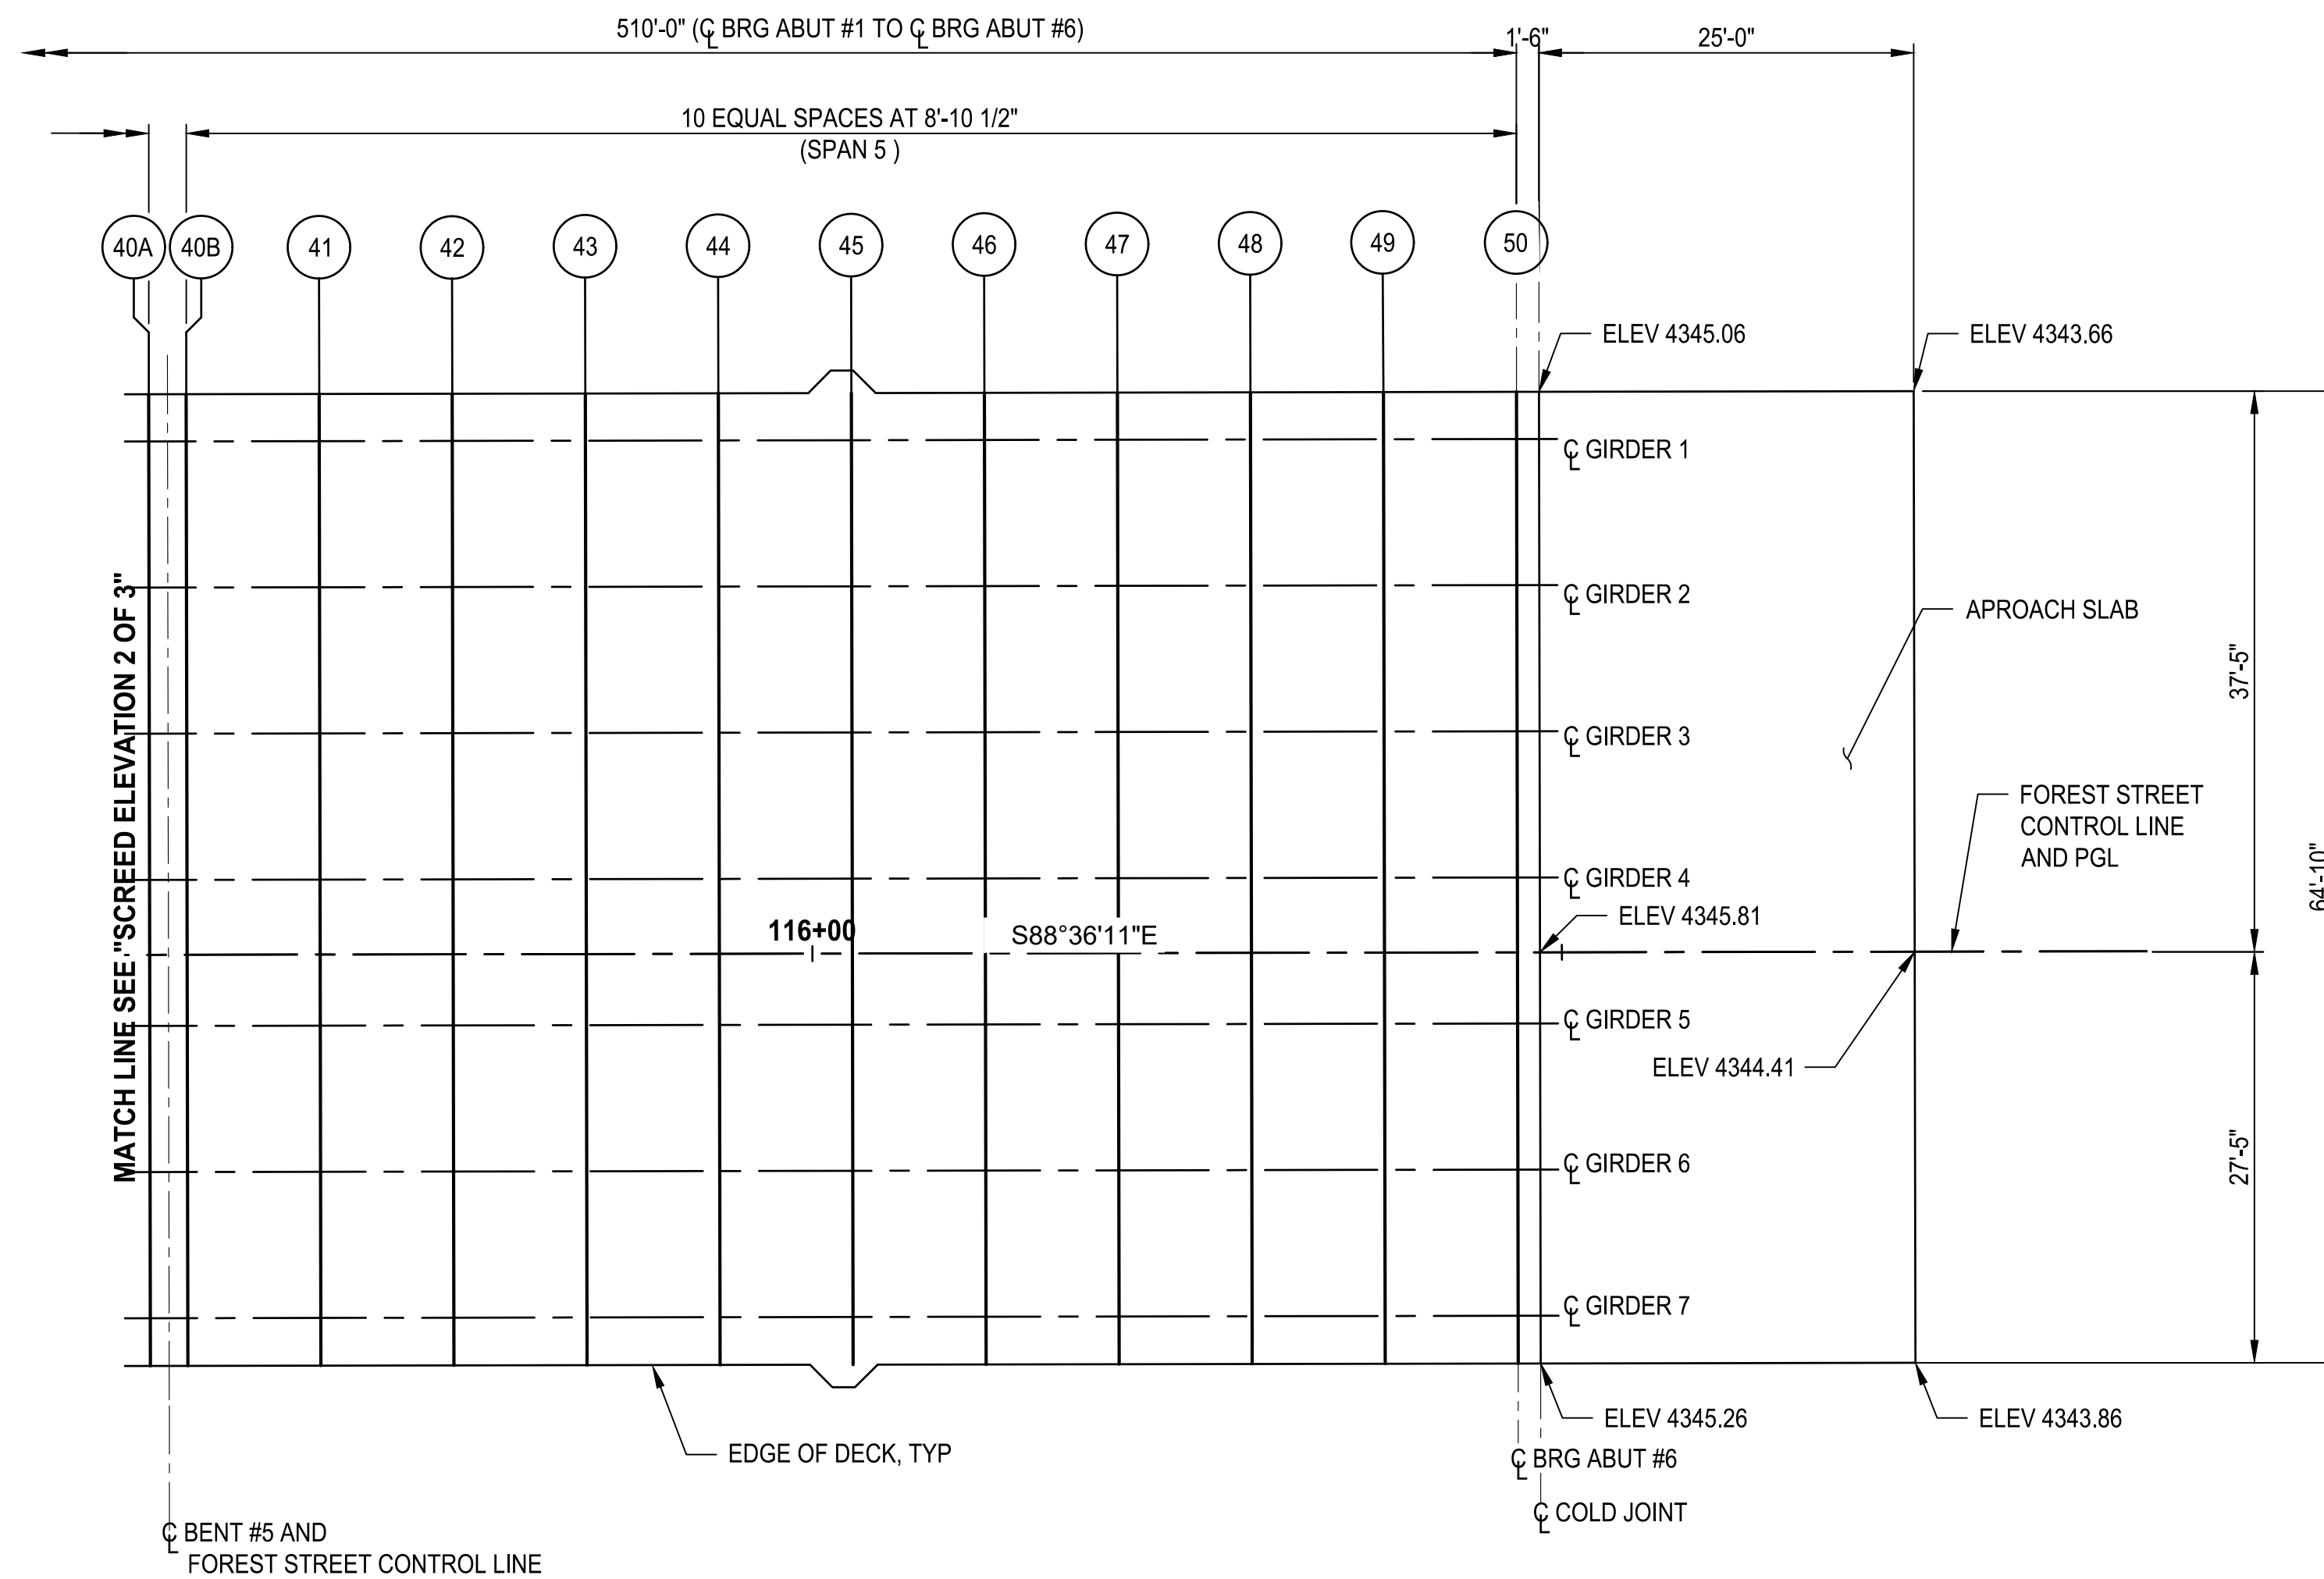 510'-0" (℄ BRG ABUT #1 TO ℄ BRG ABUT #6)
1'-6"
25'-0"
10 EQUAL SPACES AT 8'-10 1/2"
(SPAN 5 )
40A
40B
41
42
43
44
45
46
47
48
49
50
ELEV 4345.06
ELEV 4343.66
℄ GIRDER 1
℄ GIRDER 2
APROACH SLAB
37'-5"
℄ GIRDER 3
FOREST STREET
CONTROL LINE
AND PGL
64'-10"
MATCH LINE SEE "SCREED ELEVATION 2 OF 3"
℄ GIRDER 4
ELEV 4345.81
116+00
S88°36'11"E
℄ GIRDER 5
ELEV 4344.41
27'-5"
℄ GIRDER 6
℄ GIRDER 7
ELEV 4345.26
ELEV 4343.86
EDGE OF DECK, TYP
℄ BRG ABUT #6
℄ COLD JOINT
℄ BENT #5 AND
FOREST STREET CONTROL LINE